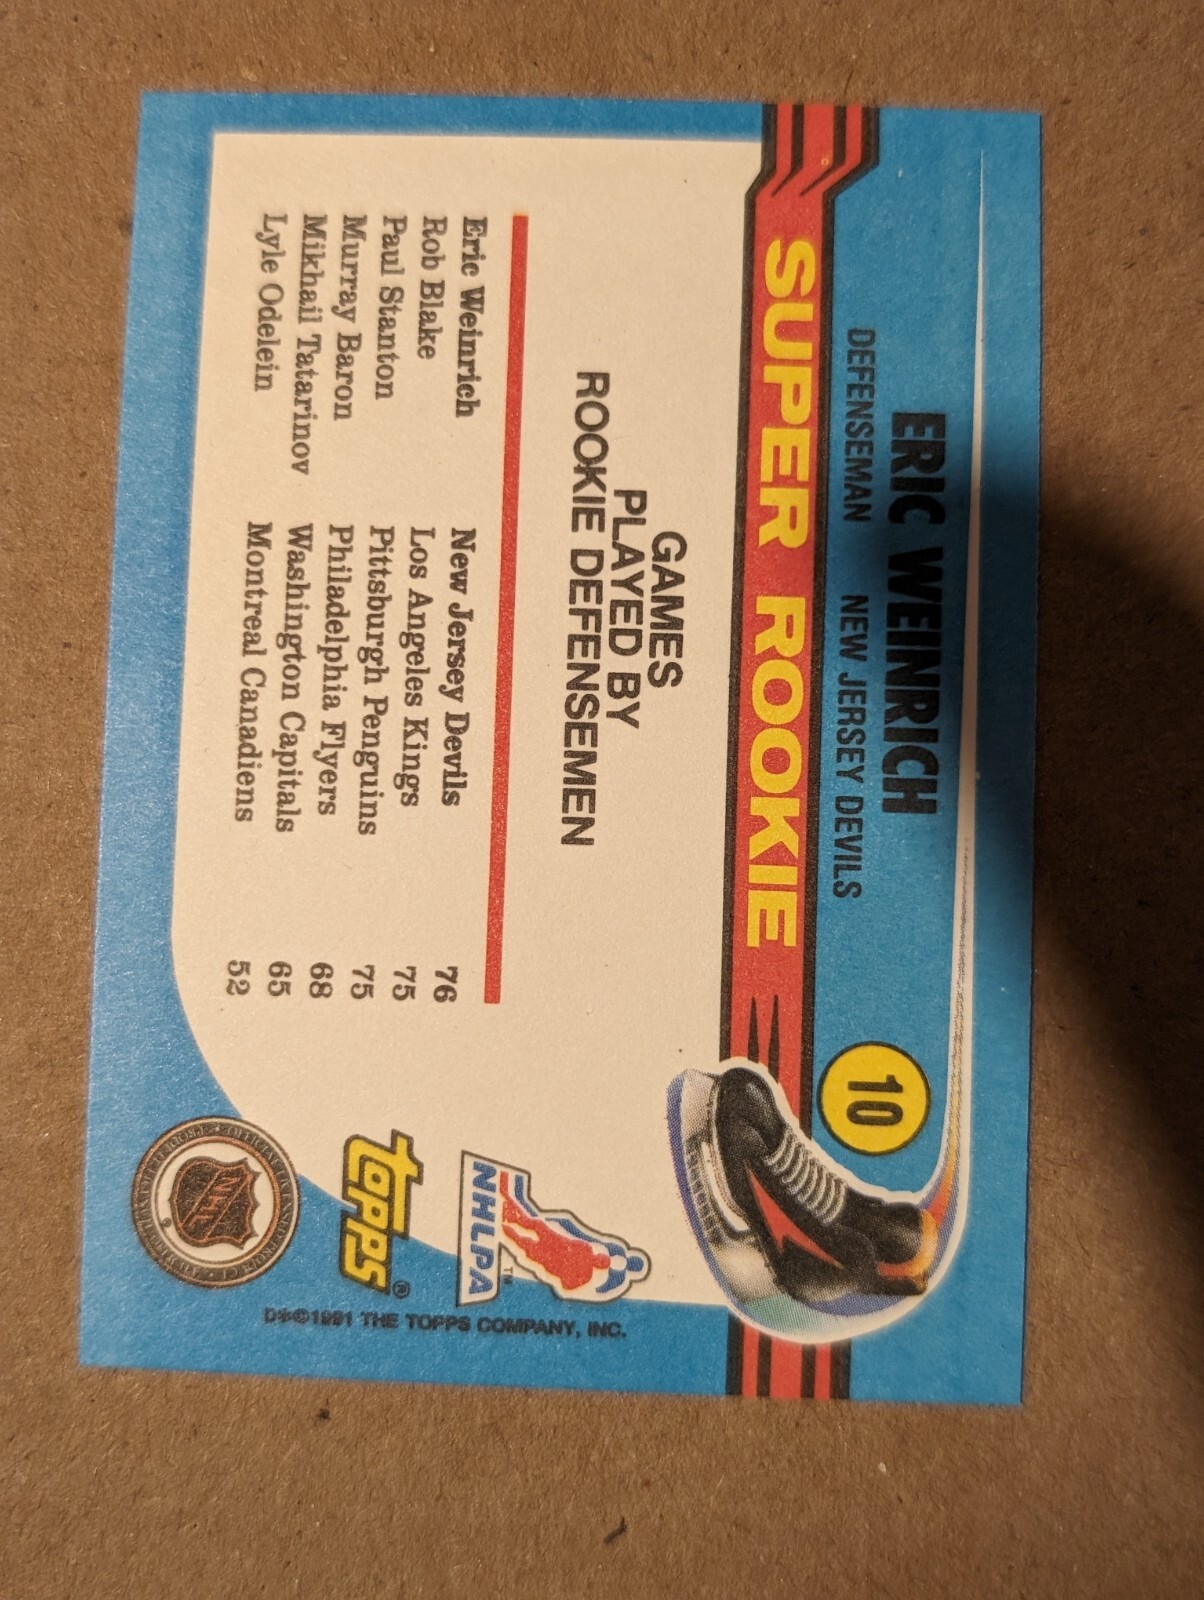 ERIC WEINRICH
DEFENSEMAN NEW JERSEY DEVILS
10
SUPER ROOKIE
GAMES
PLAYED BY
ROOKIE DEFENSEMEN
Eric Weinrich New Jersey Devils 76
Rob Blake Los Angeles Kings 75
Paul Stanton Pittsburgh Penguins 75
Murray Baron Philadelphia Flyers 68
Mikhail Tatarinov Washington Capitals 65
Lyle Odelein Montreal Canadiens 52
NHLPA™
TOPPS®
NHL
D*©1991 THE TOPPS COMPANY, INC.